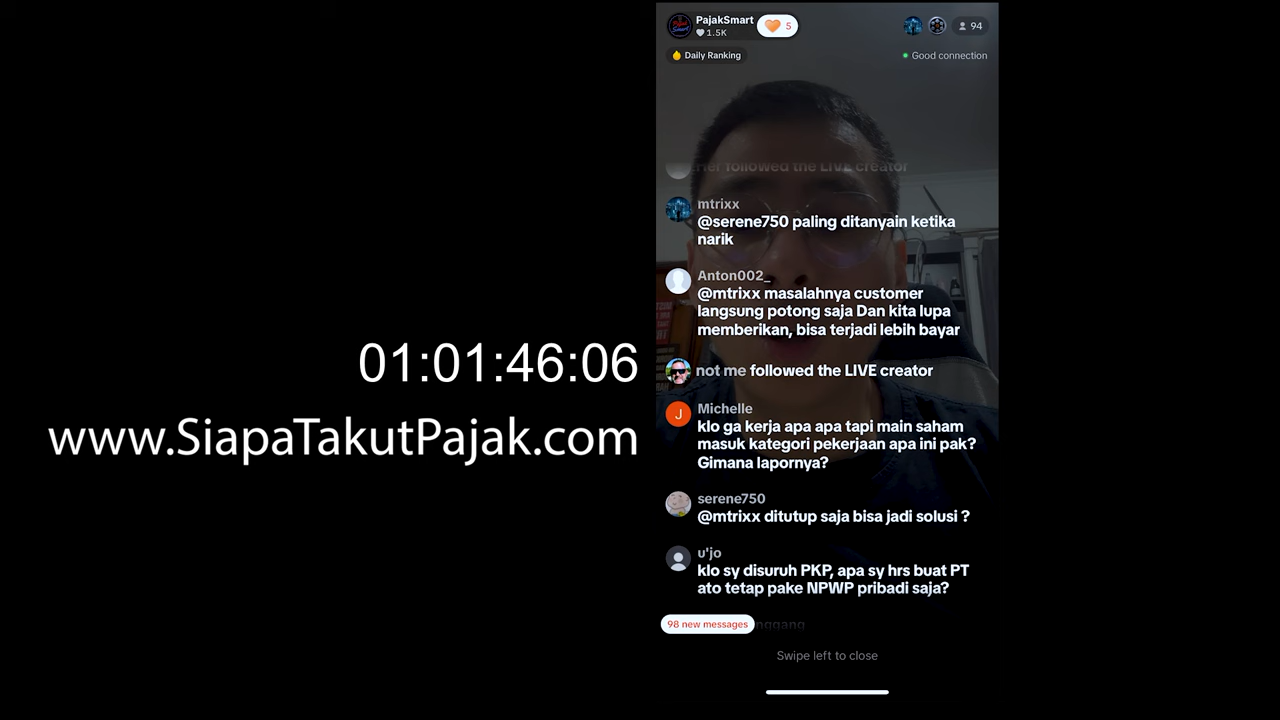 PajakSmart
1.5K
5
94
Daily Ranking
Good connection
followed the LIVE creator
mtrixx
@serene750 paling ditanyain ketika
narik
Anton002_
@mtrixx masalahnya customer
langsung potong saja Dan kita lupa
memberikan, bisa terjadi lebih bayar
not me followed the LIVE creator
Michelle
klo ga kerja apa apa tapi main saham
masuk kategori pekerjaan apa ini pak?
Gimana lapornya?
serene750
@mtrixx ditutup saja bisa jadi solusi ?
u'jo
klo sy disuruh PKP, apa sy hrs buat PT
ato tetap pake NPWP pribadi saja?
98 new messages
Swipe left to close
01:01:46:06
www.SiapaTakutPajak.com